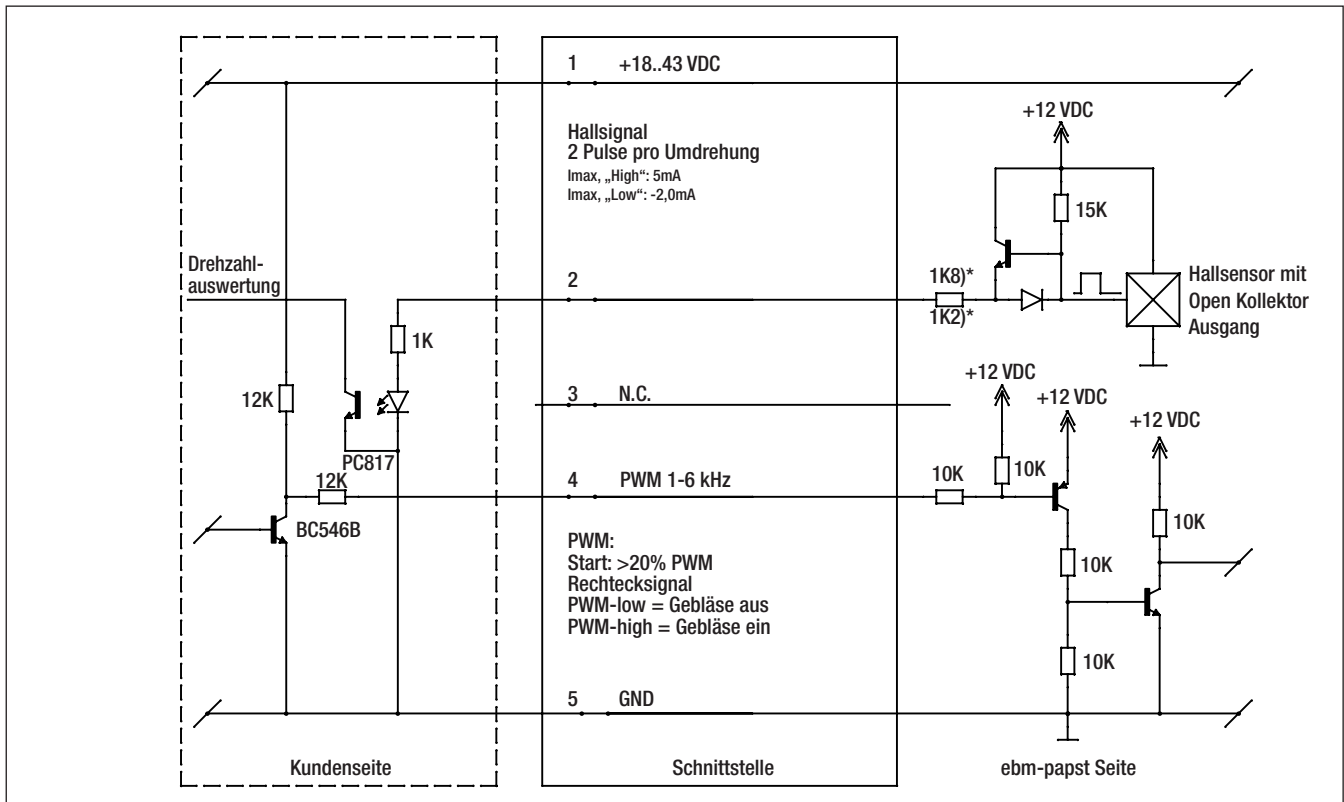 1 +18..43 VDC
Hallsignal
2 Pulse pro Umdrehung
Imax, „High“: 5mA
Imax, „Low“: -2,0mA
+12 VDC
15K
Drehzahl-
auswertung
2
1K8)*
1K2)*
Hallsensor mit
Open Kollektor
Ausgang
1K
12K
3 N.C.
+12 VDC
+12 VDC
+12 VDC
PC817
12K
4 PWM 1-6 kHz
10K
10K
10K
BC546B
PWM:
Start: >20% PWM
Rechtecksignal
PWM-low = Gebläse aus
PWM-high = Gebläse ein
10K
10K
5 GND
Kundenseite
Schnittstelle
ebm-papst Seite